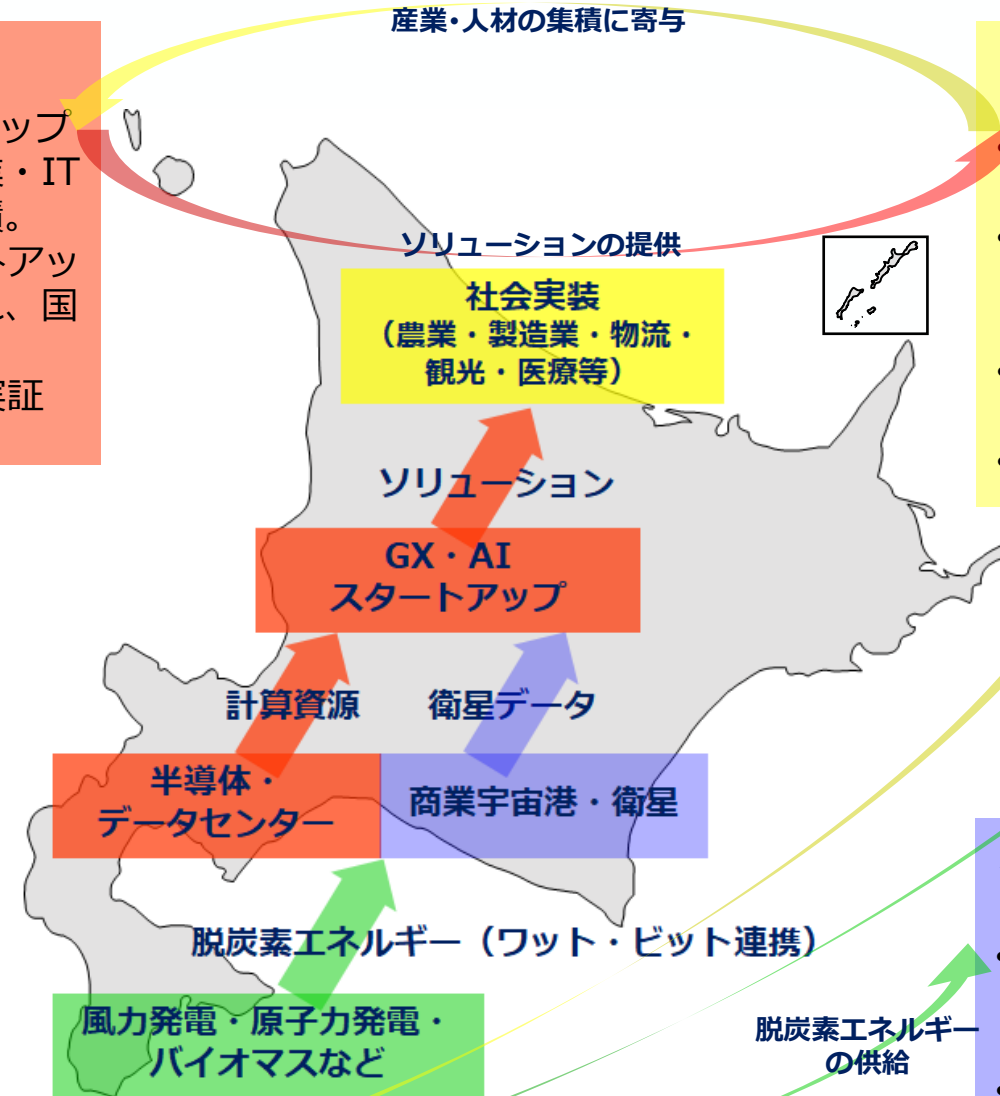 産業・人材の集積に寄与
ップ
・IT
。
トアッ
、国
証
ソリューションの提供
社会実装
（農業・製造業・物流・
観光・医療等）
ソリューション
GX・AI
スタートアップ
計算資源
衛星データ
半導体・
データセンター
商業宇宙港・衛星
脱炭素エネルギー（ワット・ビット連携）
風力発電・原子力発電・
バイオマスなど
脱炭素エネルギー
の供給